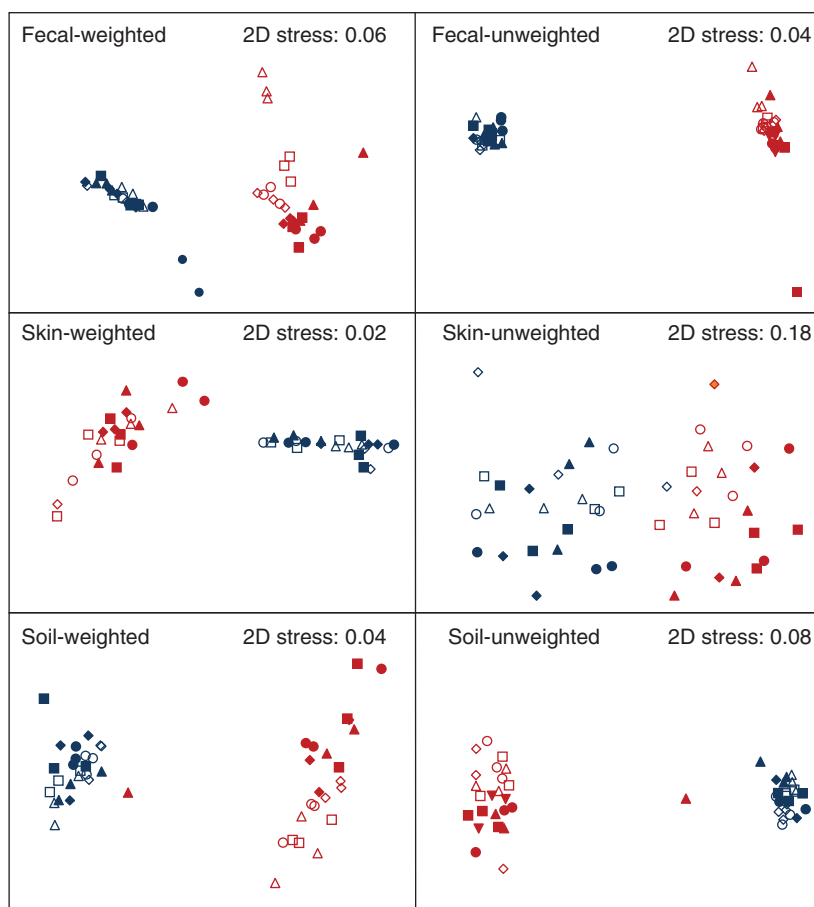 Fecal-weighted 2D stress: 0.06
Fecal-unweighted 2D stress: 0.04
Skin-weighted 2D stress: 0.02
Skin-unweighted 2D stress: 0.18
Soil-weighted 2D stress: 0.04
Soil-unweighted 2D stress: 0.08